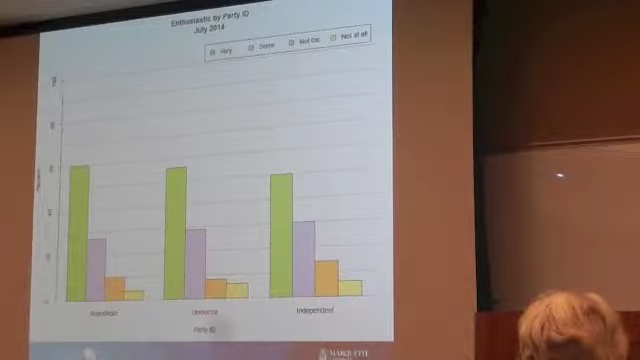 Enthusiastic by Party ID
July 2014
Very Some Not too Not at all
100
Republican Democrat Independent
Party ID
MARQUETTE